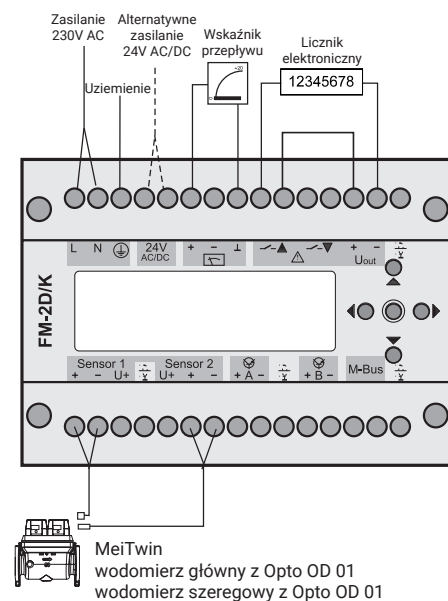 Zasilanie
230V AC
Alternatywne
zasilanie
24V AC/DC
Uziemienie
Wskaźnik
przepływu
Licznik
elektroniczny
12345678
L N 24V
AC/DC
+ − ⊥ + −
Uout
FM-2D/K
Sensor 1 Sensor 2
+ − U+ U+ + − + A − + B − M-Bus
MeiTwin
wodomierz główny z Opto OD 01
wodomierz szeregowy z Opto OD 01